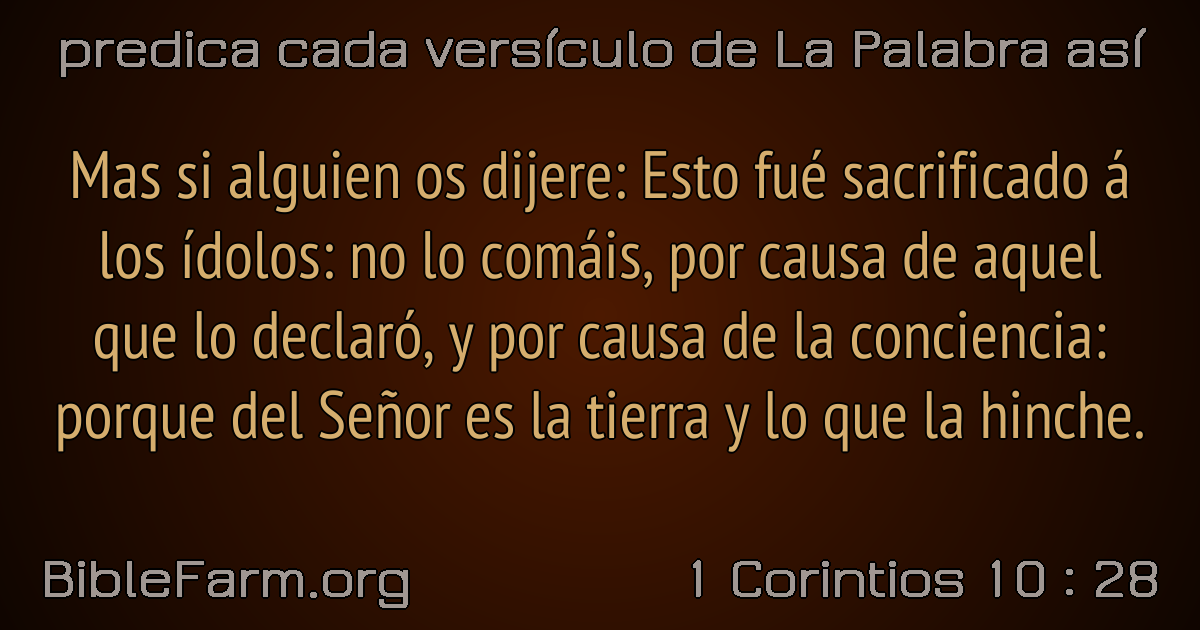 predica cada versículo de La Palabra así
Mas si alguien os dijere: Esto fué sacrificado á
los ídolos: no lo comáis, por causa de aquel
que lo declaró, y por causa de la conciencia:
porque del Señor es la tierra y lo que la hinche.
BibleFarm.org
1 Corintios 10 : 28